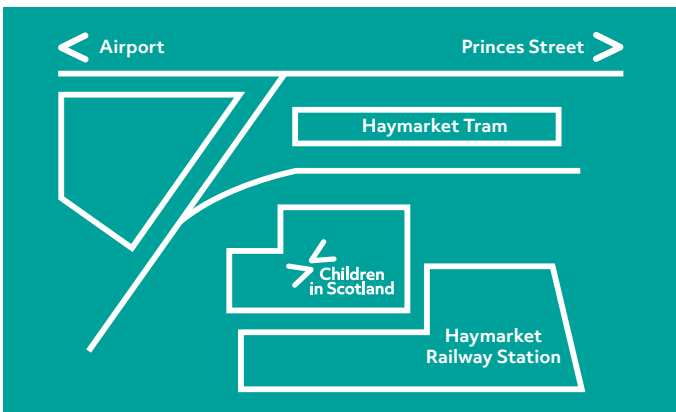 Airport
Princes Street
Haymarket Tram
Children
in Scotland
Haymarket
Railway Station